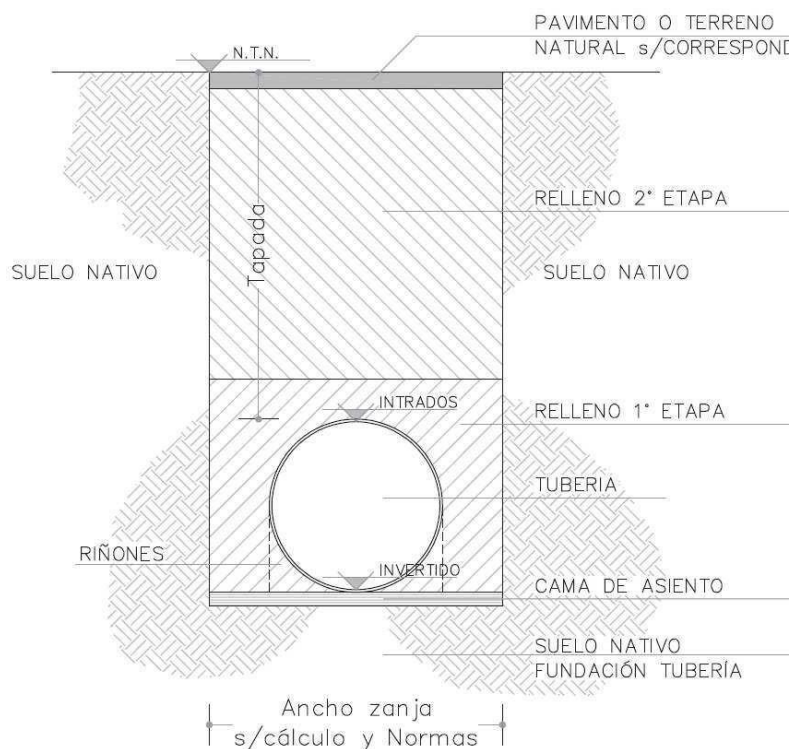 PAVIMENTO O TERRENO
NATURAL s/CORRESPOND
N.T.N.
RELLENO 2° ETAPA
Tapada
SUELO NATIVO
SUELO NATIVO
INTRADOS
RELLENO 1° ETAPA
TUBERIA
RIÑONES
INVERTIDO
CAMA DE ASIENTO
SUELO NATIVO
FUNDACIÓN TUBERÍA
Ancho zanja
s/cálculo y Normas